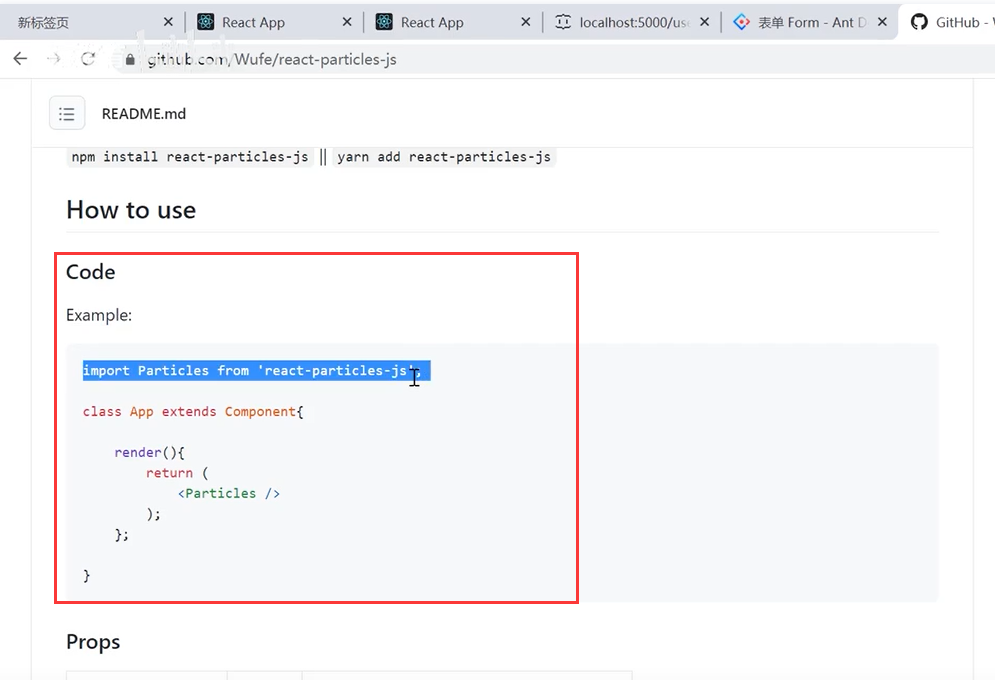 新标签页 React App React App localhost:5000/use 表单 Form - Ant D GitHub - W
github.com/Wufe/react-particles-js
README.md
npm install react-particles-js || yarn add react-particles-js
How to use
Code
Example:
import Particles from 'react-particles-js';
class App extends Component{
render(){
return (
<Particles />
);
};
}
Props